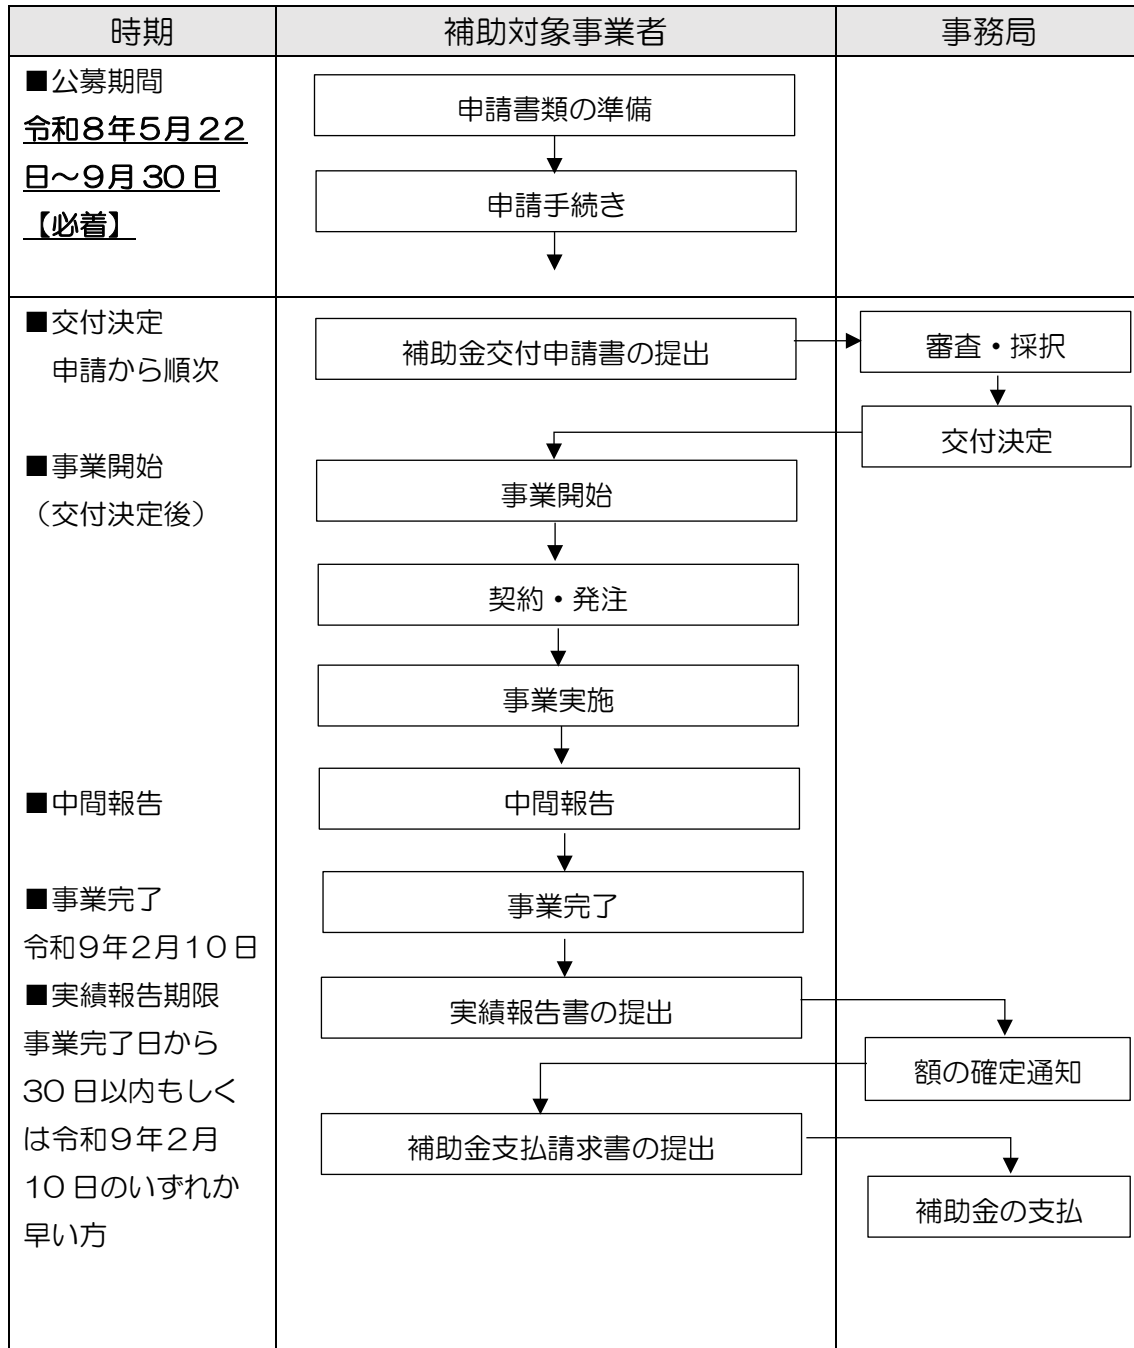 時期
補助対象事業者
事務局
■公募期間
令和8年5月22
日～9月30日
【必着】
申請書類の準備
申請手続き
■交付決定
申請から順次
■事業開始
（交付決定後）
補助金交付申請書の提出
審査・採択
交付決定
事業開始
契約・発注
事業実施
■中間報告
中間報告
■事業完了
令和9年2月10日
■実績報告期限
事業完了日から
30日以内もしく
は令和9年2月
10日のいずれか
早い方
事業完了
実績報告書の提出
額の確定通知
補助金支払請求書の提出
補助金の支払